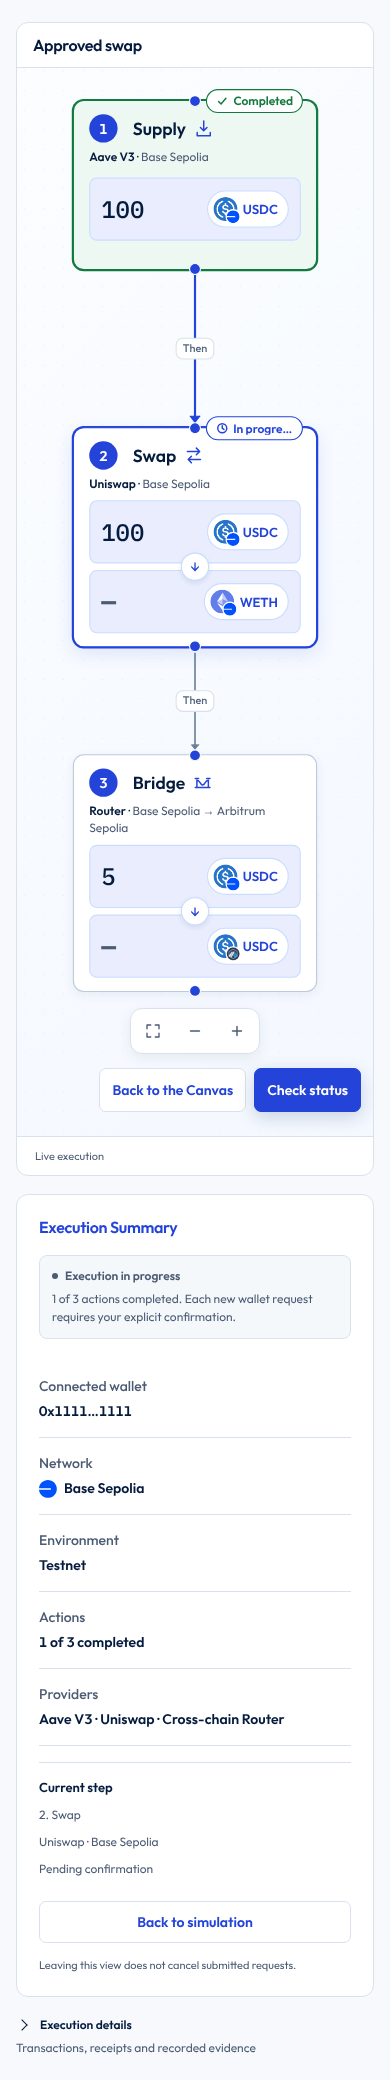 Approved swap
Completed
1 Supply
Aave V3 · Base Sepolia
100 USDC
Then
In progre...
2 Swap
Uniswap · Base Sepolia
100 USDC
— WETH
Then
3 Bridge
Router · Base Sepolia → Arbitrum
Sepolia
5 USDC
— USDC
Back to the Canvas Check status
Live execution
Execution Summary
Execution in progress
1 of 3 actions completed. Each new wallet request
requires your explicit confirmation.
Connected wallet
0x1111...1111
Network
Base Sepolia
Environment
Testnet
Actions
1 of 3 completed
Providers
Aave V3 · Uniswap · Cross-chain Router
Current step
2. Swap
Uniswap · Base Sepolia
Pending confirmation
Back to simulation
Leaving this view does not cancel submitted requests.
Execution details
Transactions, receipts and recorded evidence